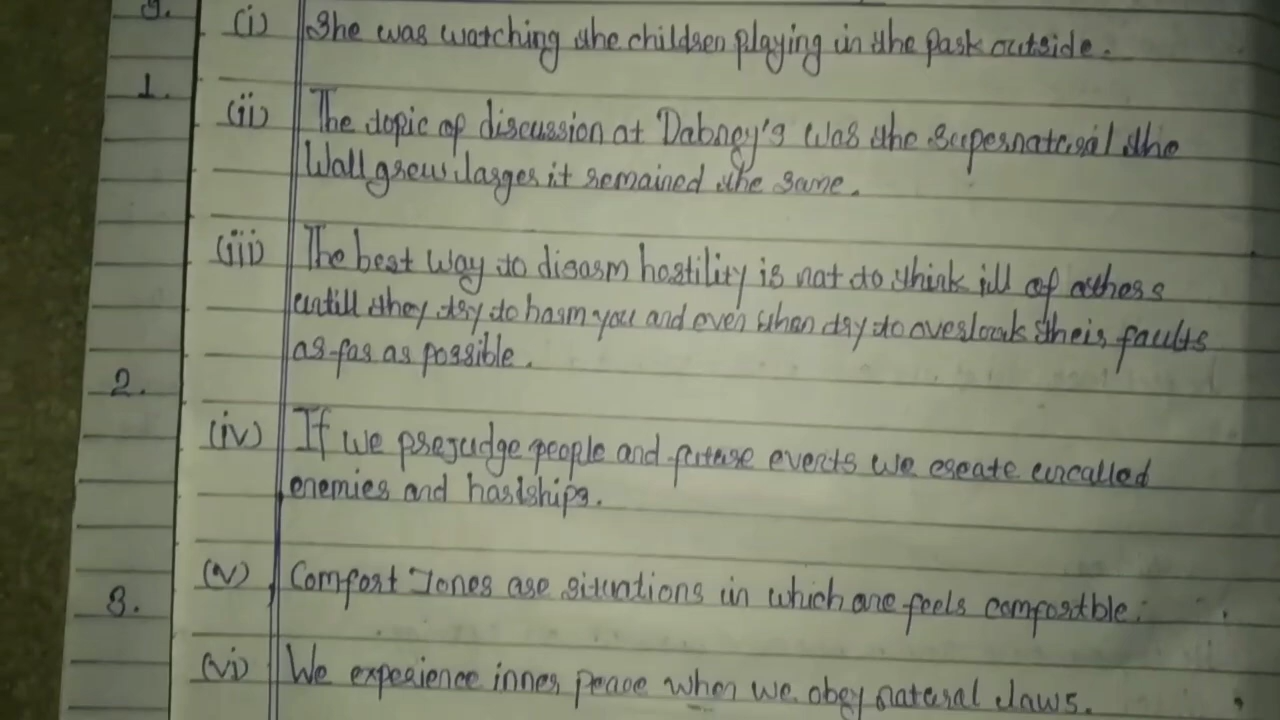 9.
(i) She was watching the children playing in the park outside.
1.
(ii) The topic of discussion at Dabney's was the supernatural the
Wall grew larger it remained the same.
(iii) The best way to disarm hostility is not to think ill of others
untill they try to harm you and even when try to overlook their faults
as far as possible.
2.
(iv) If we prejudge people and future events we create uncalled
enemies and hardships.
(v) Comfort Zones are situations in which one feels comfortble.
3.
(vi) We experience inner peace when we obey natural laws.